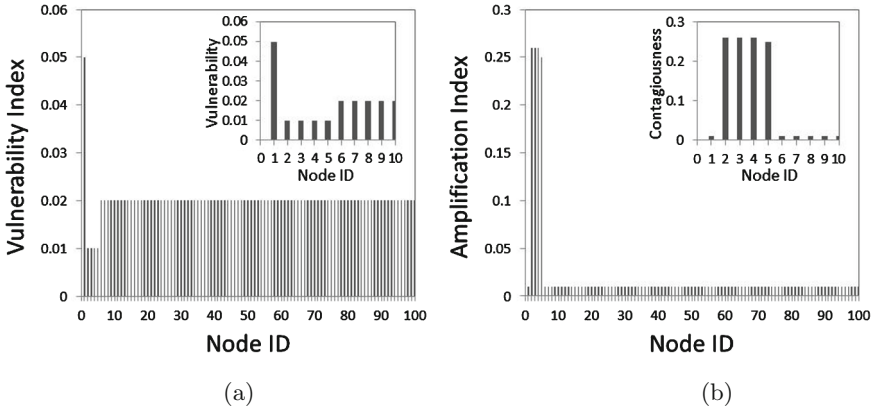 Vulnerability Index
0.06
0.05
0.04
0.03
0.02
0.01
0
0 10 20 30 40 50 60 70 80 90 100
Node ID
Vulnerability
0.06
0.05
0.04
0.03
0.02
0.01
0
0 1 2 3 4 5 6 7 8 9 10
Node ID
(a)
Amplification Index
0.3
0.25
0.2
0.15
0.1
0.05
0
0 10 20 30 40 50 60 70 80 90 100
Node ID
Contagiousness
0.3
0.2
0.1
0
0 1 2 3 4 5 6 7 8 9 10
Node ID
(b)